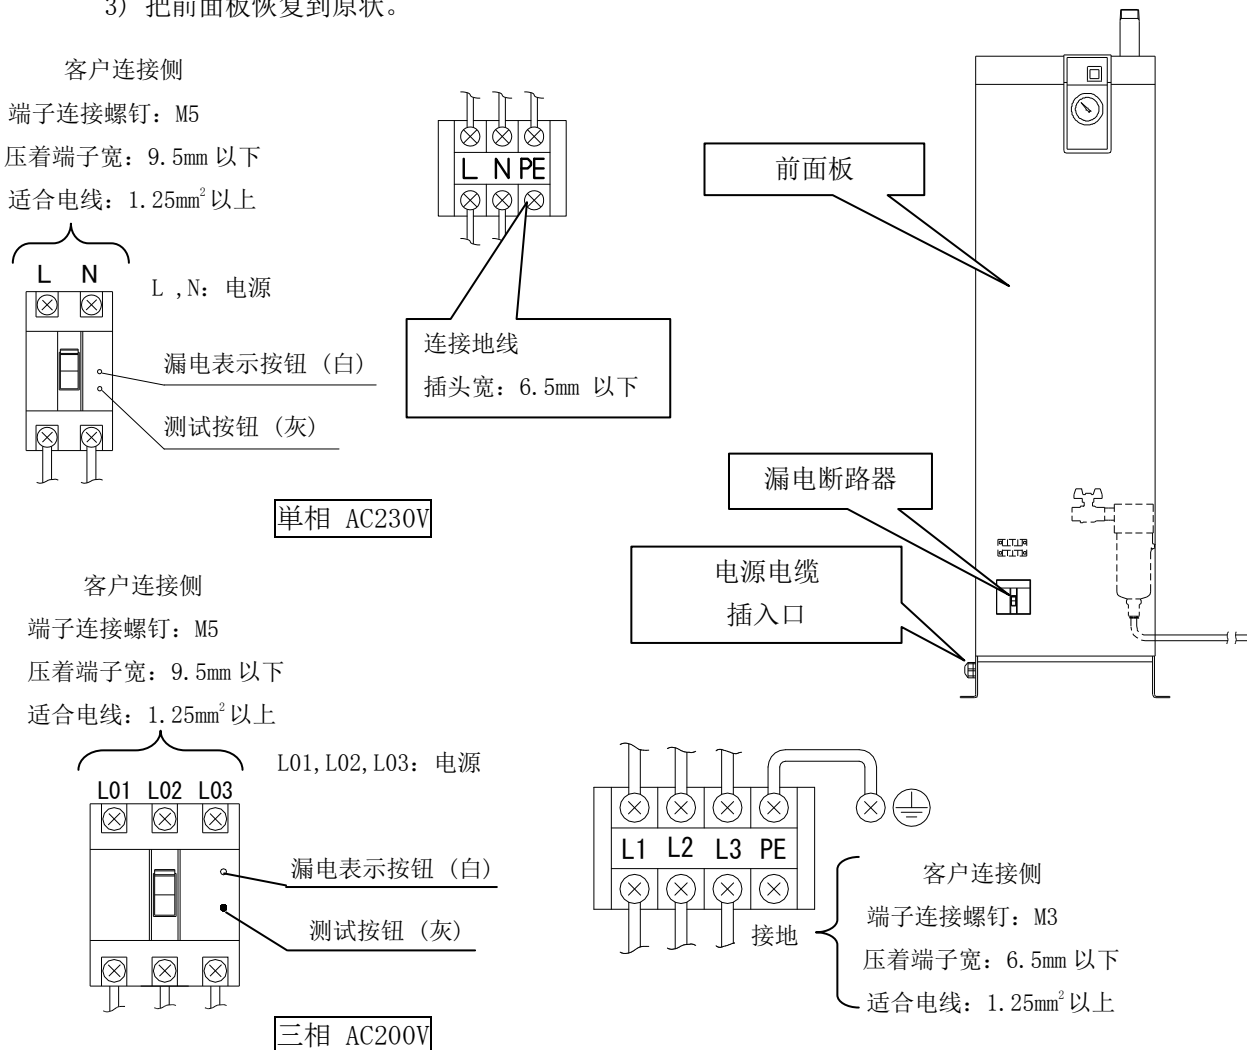 3) 把前面板恢复到原状。
客户连接侧
端子连接螺钉: M5
压着端子宽: 9.5mm 以下
适合电线: 1.25mm²以上
L N
L ,N: 电源
漏电表示按钮 (白)
测试按钮 (灰)
L N PE
连接地线
插头宽: 6.5mm 以下
単相 AC230V
前面板
漏电断路器
电源电缆
插入口
客户连接侧
端子连接螺钉: M5
压着端子宽: 9.5mm 以下
适合电线: 1.25mm²以上
L01 L02 L03
L01,L02,L03: 电源
漏电表示按钮 (白)
测试按钮 (灰)
三相 AC200V
L1 L2 L3 PE
接地
客户连接侧
端子连接螺钉: M3
压着端子宽: 6.5mm 以下
适合电线: 1.25mm²以上